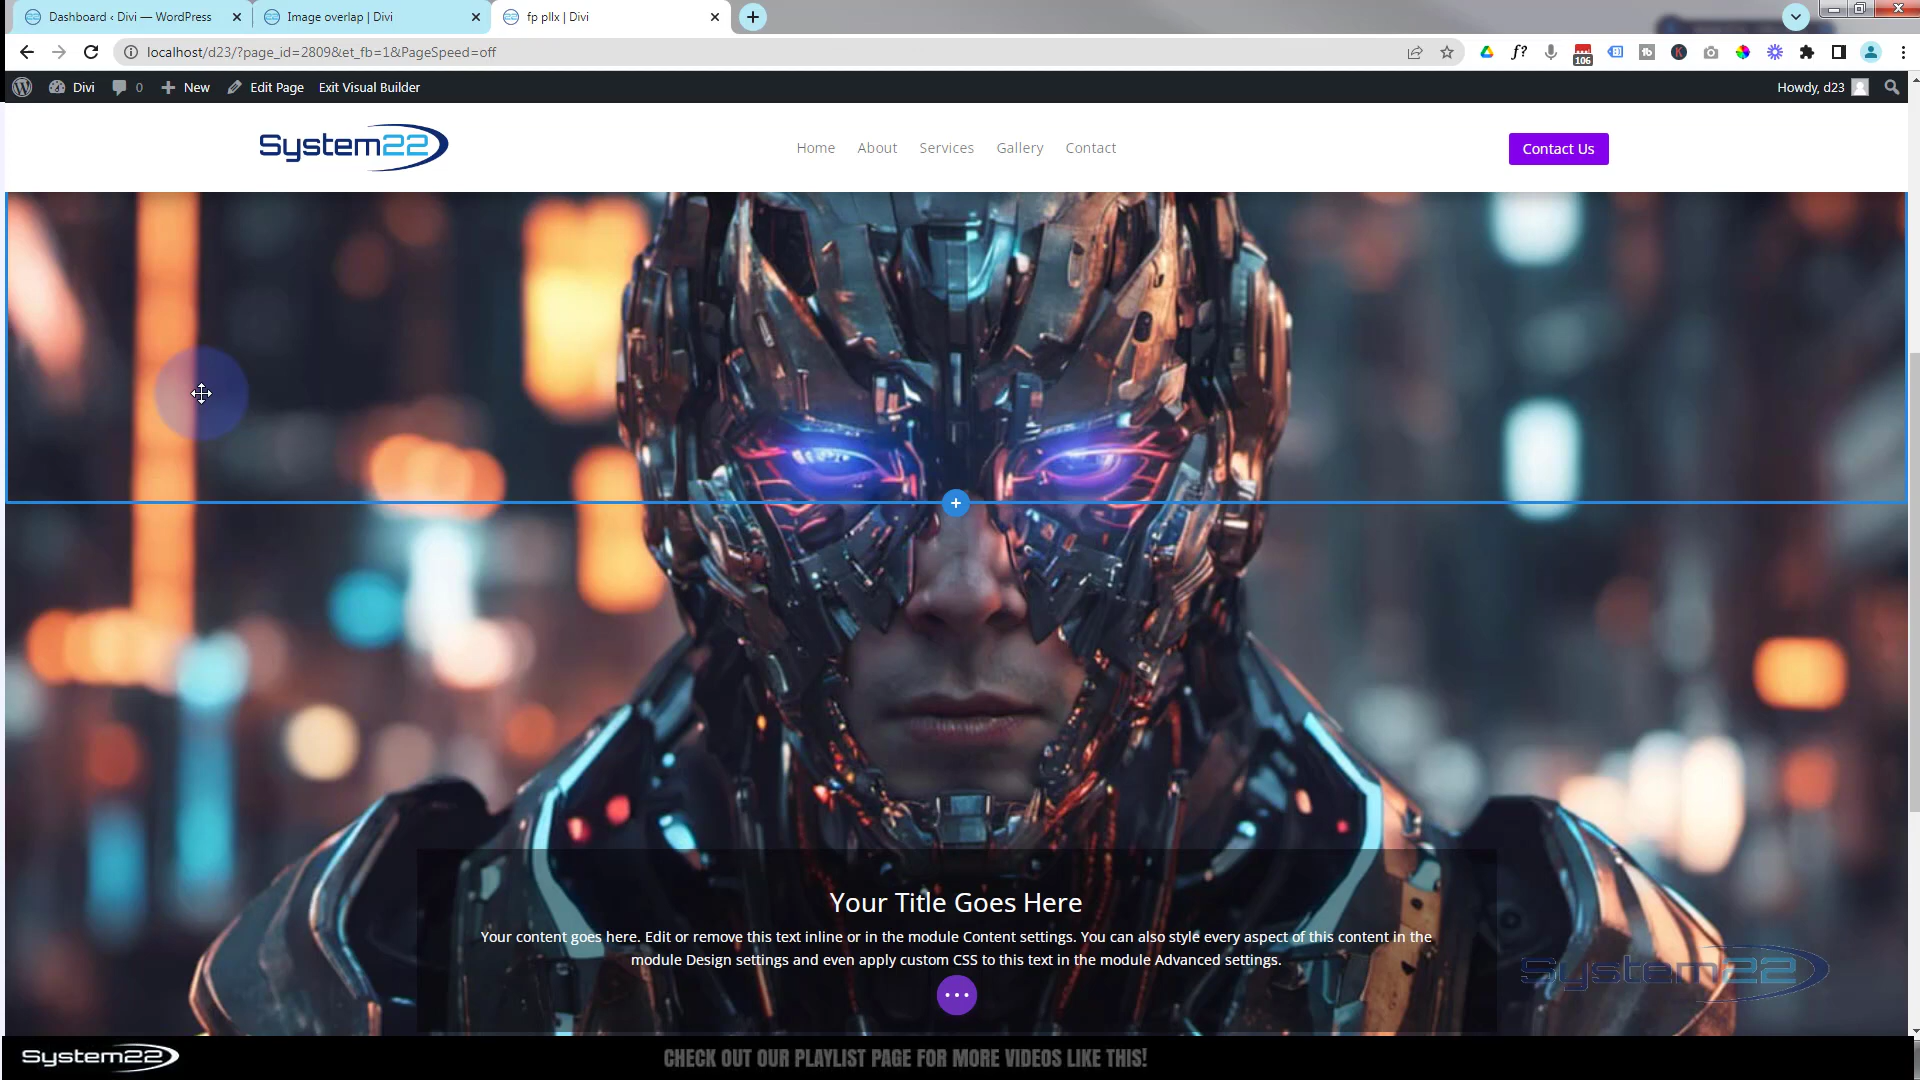 Dashboard ‹ Divi — WordPress
Image overlap | Divi
fp pllx | Divi
localhost/d23/?page_id=2809&et_fb=1&PageSpeed=off
f?
tb
K
106
Divi
0
New
Edit Page
Exit Visual Builder
Howdy, d23
System22
Home
About
Services
Gallery
Contact
Contact Us
Your Title Goes Here
Your content goes here. Edit or remove this text inline or in the module Content settings. You can also style every aspect of this content in the
module Design settings and even apply custom CSS to this text in the module Advanced settings.
System22
System22
CHECK OUT OUR PLAYLIST PAGE FOR MORE VIDEOS LIKE THIS!